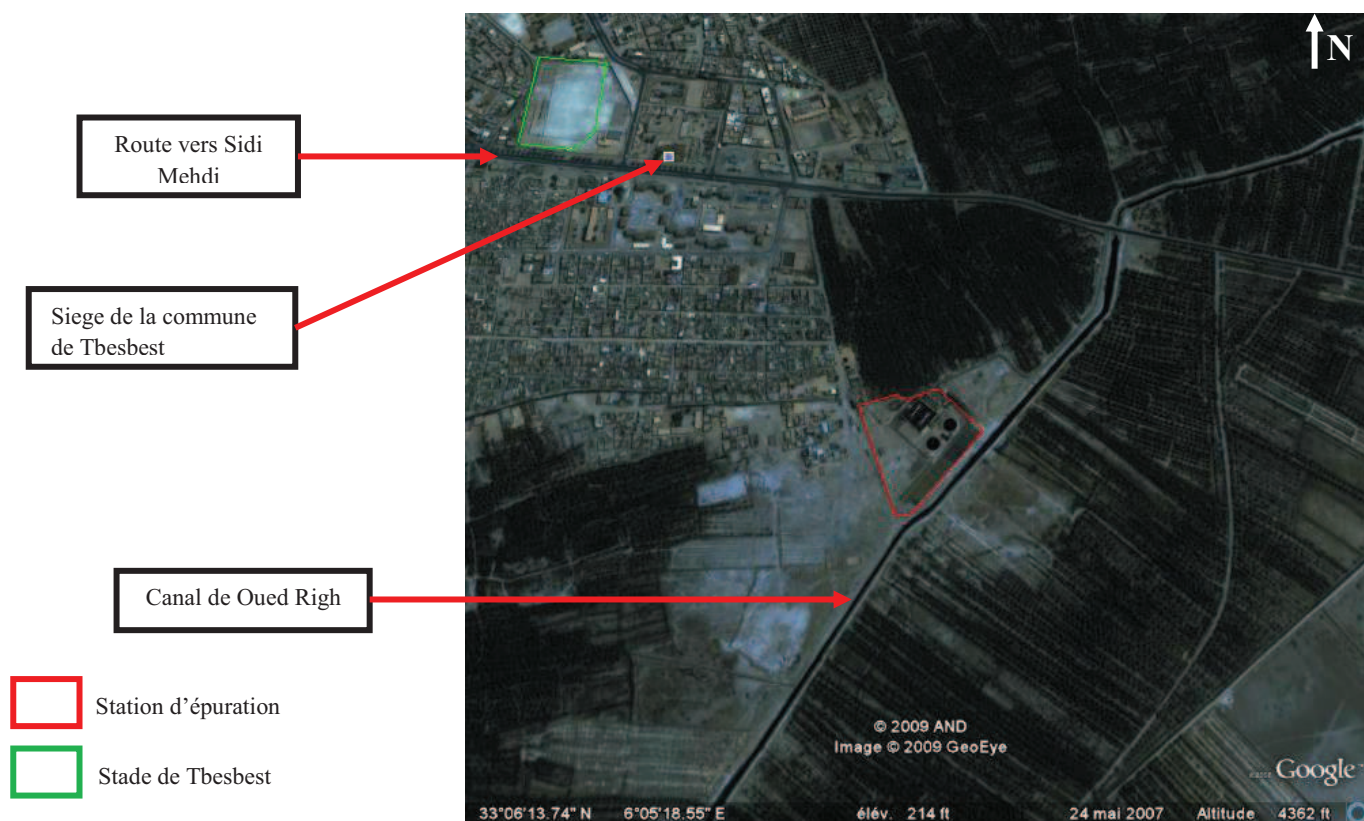 N
Route vers Sidi
Mehdi
Siege de la commune
de Tbesbest
Canal de Oued Righ
Station d'épuration
Stade de Tbesbest
© 2009 AND
Image © 2009 GeoEye
Google
33°06'13.74" N 6°05'18.55" E élév. 214 ft 24 mai 2007 Altitude 4362 ft